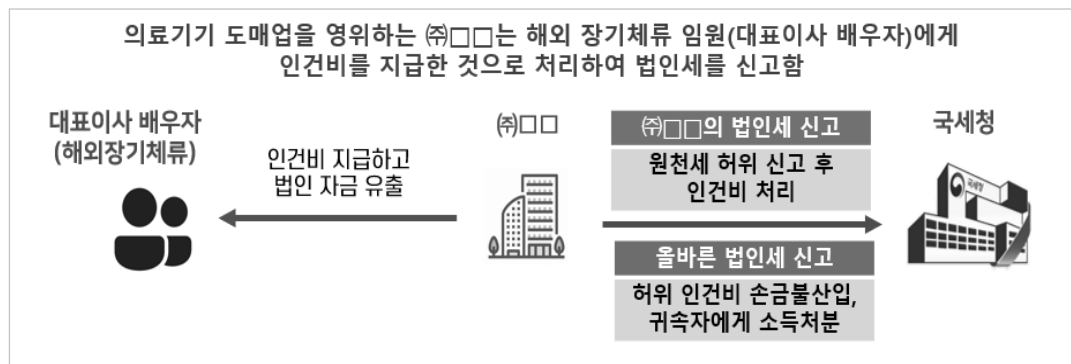 의료기기 도매업을 영위하는 ㈜□□는 해외 장기체류 임원(대표이사 배우자)에게
인건비를 지급한 것으로 처리하여 법인세를 신고함
대표이사 배우자
(해외장기체류)
인건비 지급하고
법인 자금 유출
㈜□□
㈜□□의 법인세 신고
원천세 허위 신고 후
인건비 처리
올바른 법인세 신고
허위 인건비 손금불산입,
귀속자에게 소득처분
국세청
국세청